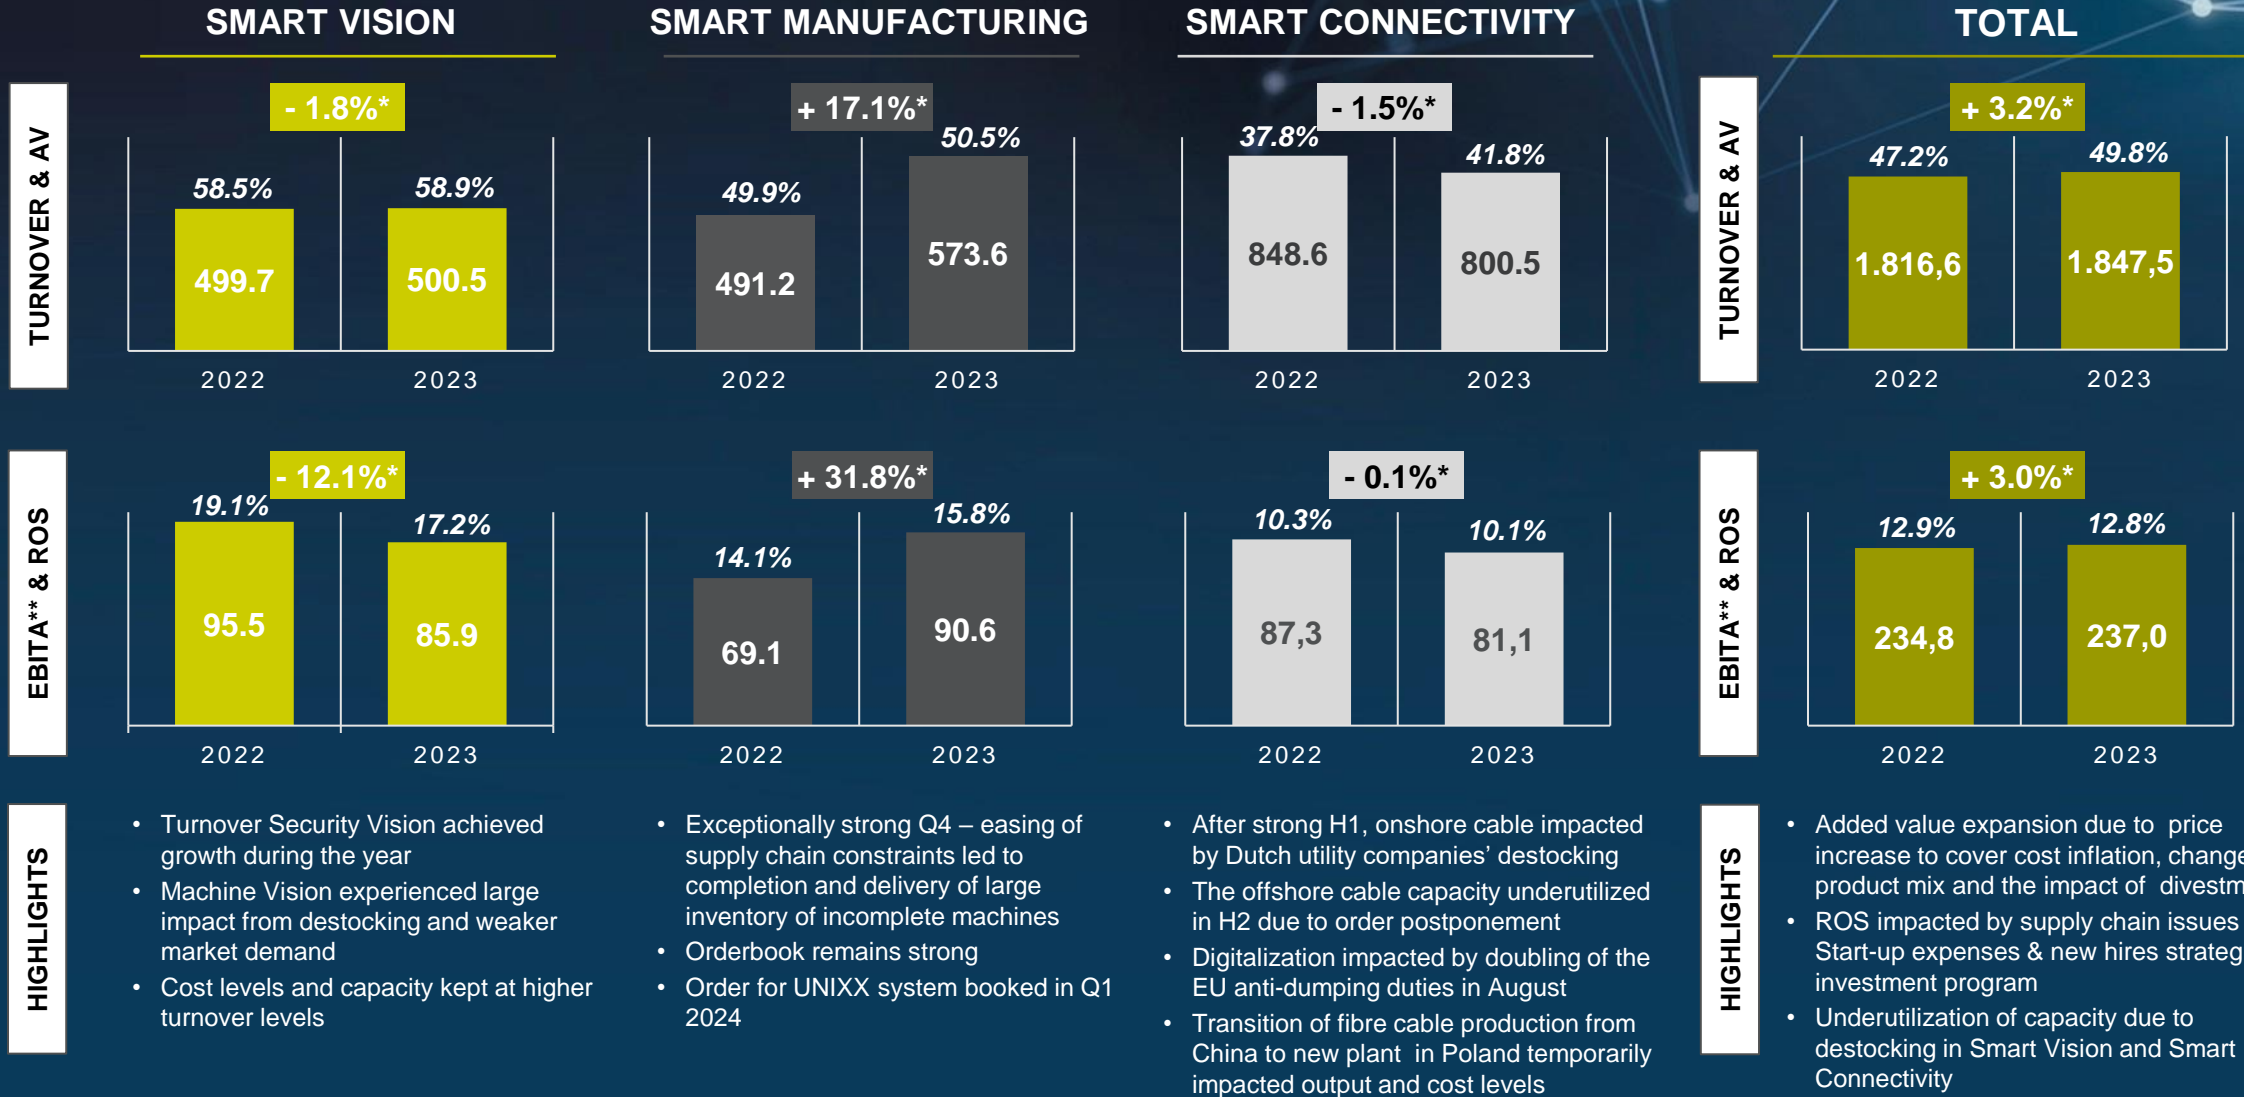 SMART VISION
SMART MANUFACTURING
SMART CONNECTIVITY
TOTAL
TURNOVER & AV
- 1.8%*
58.5%
58.9%
499.7
500.5
2022
2023
+ 17.1%*
49.9%
50.5%
491.2
573.6
2022
2023
- 1.5%*
37.8%
41.8%
848.6
800.5
2022
2023
TURNOVER & AV
+ 3.2%*
47.2%
49.8%
1.816,6
1.847,5
2022
2023
EBITA** & ROS
- 12.1%*
19.1%
17.2%
95.5
85.9
2022
2023
+ 31.8%*
14.1%
15.8%
69.1
90.6
2022
2023
- 0.1%*
10.3%
10.1%
87,3
81,1
2022
2023
EBITA** & ROS
+ 3.0%*
12.9%
12.8%
234,8
237,0
2022
2023
HIGHLIGHTS
• Turnover Security Vision achieved
growth during the year
• Machine Vision experienced large
impact from destocking and weaker
market demand
• Cost levels and capacity kept at higher
turnover levels
• Exceptionally strong Q4 – easing of
supply chain constraints led to
completion and delivery of large
inventory of incomplete machines
• Orderbook remains strong
• Order for UNIXX system booked in Q1
2024
• After strong H1, onshore cable impacted
by Dutch utility companies’ destocking
• The offshore cable capacity underutilized
in H2 due to order postponement
• Digitalization impacted by doubling of the
EU anti-dumping duties in August
• Transition of fibre cable production from
China to new plant in Poland temporarily
impacted output and cost levels
HIGHLIGHTS
• Added value expansion due to price
increase to cover cost inflation, change
product mix and the impact of divestm
• ROS impacted by supply chain issues
Start-up expenses & new hires strateg
investment program
• Underutilization of capacity due to
destocking in Smart Vision and Smart
Connectivity